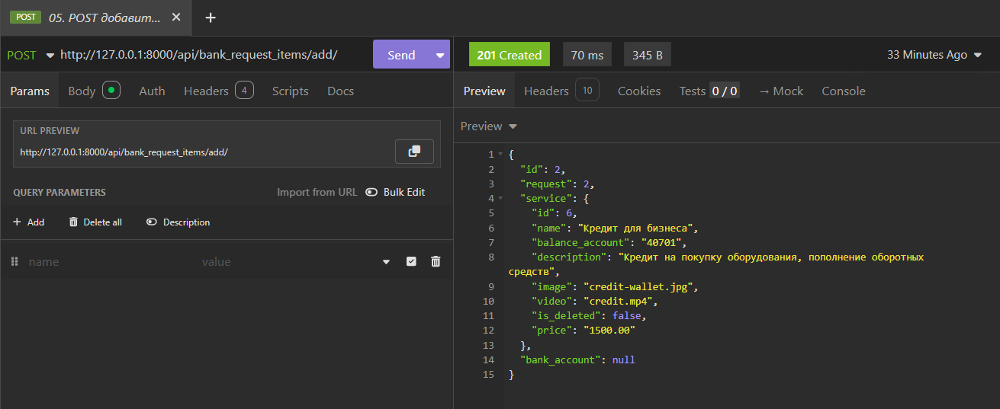 POST 05. POST добавит...
POST http://127.0.0.1:8000/api/bank_request_items/add/ Send
201 Created 70 ms 345 B 33 Minutes Ago
Params Body Auth Headers 4 Scripts Docs
Preview Headers 10 Cookies Tests 0 / 0 → Mock Console
URL PREVIEW
http://127.0.0.1:8000/api/bank_request_items/add/
QUERY PARAMETERS Import from URL Bulk Edit
+ Add Delete all Description
name value
Preview
1 {
2 "id": 2,
3 "request": 2,
4 "service": {
5 "id": 6,
6 "name": "Кредит для бизнеса",
7 "balance_account": "40701",
8 "description": "Кредит на покупку оборудования, пополнение оборотных
средств",
9 "image": "credit-wallet.jpg",
10 "video": "credit.mp4",
11 "is_deleted": false,
12 "price": "1500.00"
13 },
14 "bank_account": null
15 }